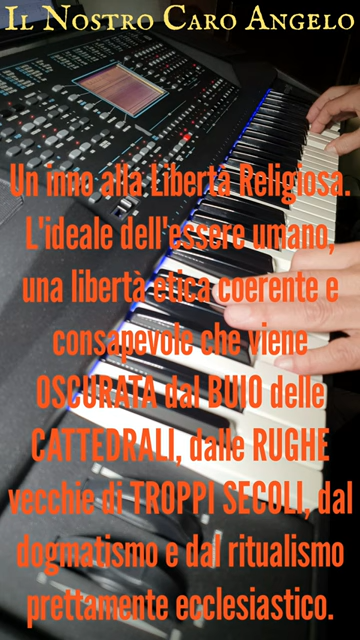 Il Nostro Caro Angelo
Un inno alla Libertà Religiosa.
L'ideale dell'essere umano,
una libertà etica coerente e
consapevole che viene
OSCURATA dal BUIO delle
CATTEDRALI, dalle RUGHE
vecchie di TROPPI SECOLI, dal
dogmatismo e dal ritualismo
prettamente ecclesiastico.